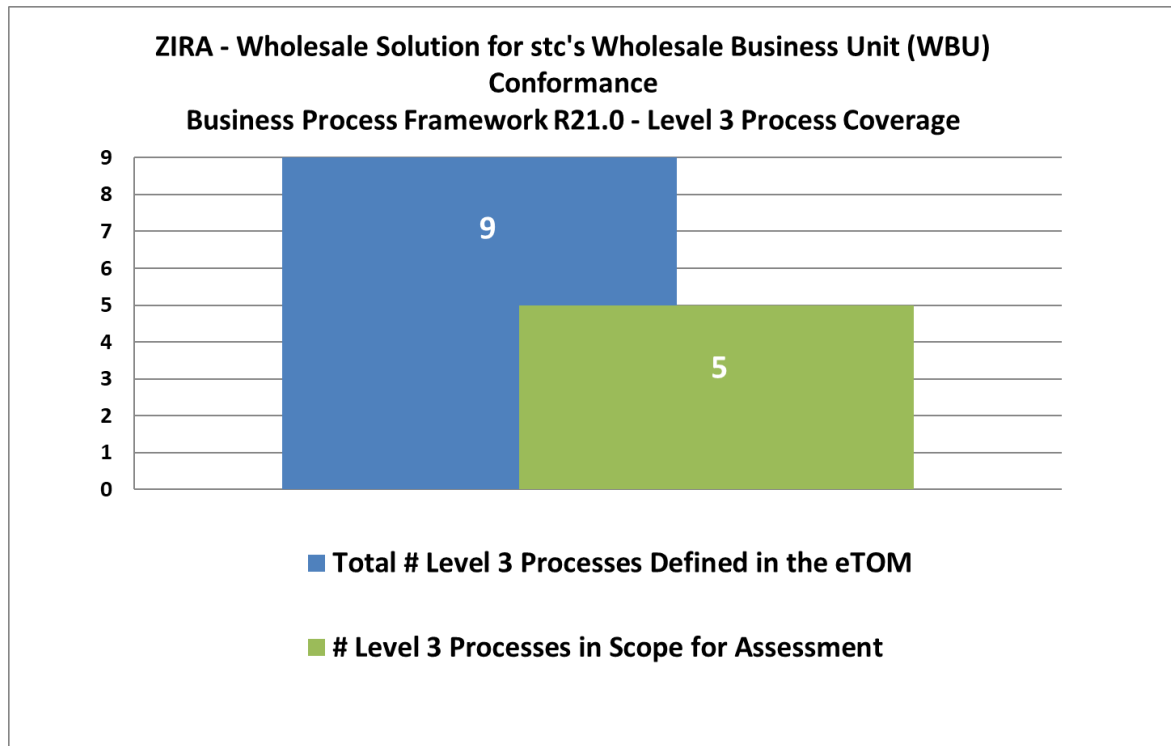 ZIRA - Wholesale Solution for stc's Wholesale Business Unit (WBU)
Conformance
Business Process Framework R21.0 - Level 3 Process Coverage
9
8
7
6
5
4
3
2
1
0
9
5
Total # Level 3 Processes Defined in the eTOM
# Level 3 Processes in Scope for Assessment